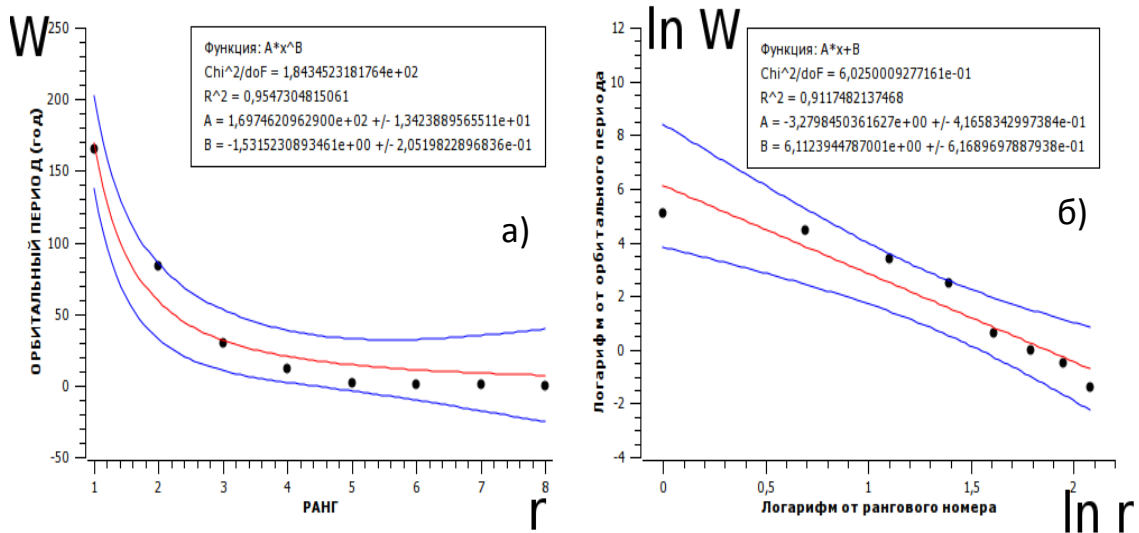 W
250
200
150
100
50
0
-50
ОРБИТАЛЬНЫЙ ПЕРИОД (год)
Функция: A*x^B
Chi^2/doF = 1,8434523181764e+02
R^2 = 0,9547304815061
A = 1,6974620962900e+02 +/- 1,3423889565511e+01
B = -1,5315230893461e+00 +/- 2,0519822896836e-01
а)
1 2 3 4 5 6 7 8
РАНГ
r
ln W
12
10
8
6
4
2
0
-2
-4
Логарифм от орбитального периода
Функция: A*x+B
Chi^2/doF = 6,0250009277161e-01
R^2 = 0,9117482137468
A = -3,2798450361627e+00 +/- 4,1658342997384e-01
B = 6,1123944787001e+00 +/- 6,1689697887938e-01
б)
0 0,5 1 1,5 2
Логарифм от рангового номера
ln r